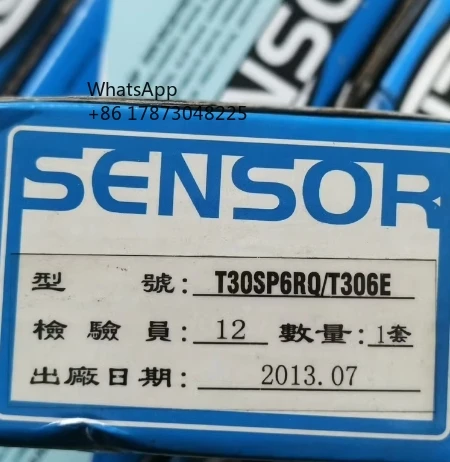 WhatsApp
+86 17873048225
SENSOR
型 號： T30SP6RQ/T306E
檢 驗 員： 12 數量：1套
出廠日期： 2013.07